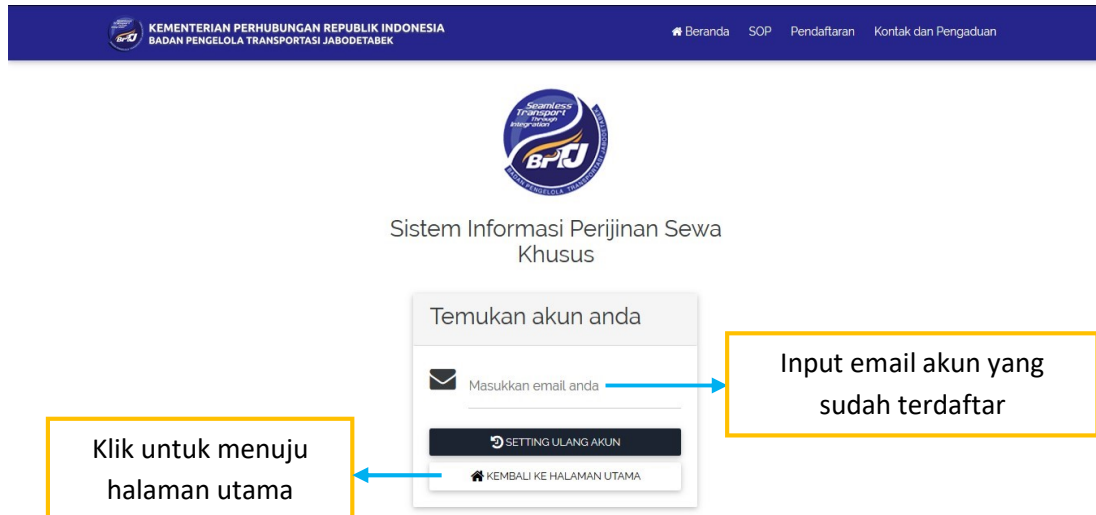 KEMENTERIAN PERHUBUNGAN REPUBLIK INDONESIA
BADAN PENGELOLA TRANSPORTASI JABODETABEK
Beranda SOP Pendaftaran Kontak dan Pengaduan
Seamless
Transport
Through
Integration
BPTJ
BADAN PENGELOLA TRANSPORTASI JABODETABEK
Sistem Informasi Perijinan Sewa
Khusus
Temukan akun anda
Masukkan email anda
Input email akun yang
sudah terdaftar
SETTING ULANG AKUN
KEMBALI KE HALAMAN UTAMA
Klik untuk menuju
halaman utama